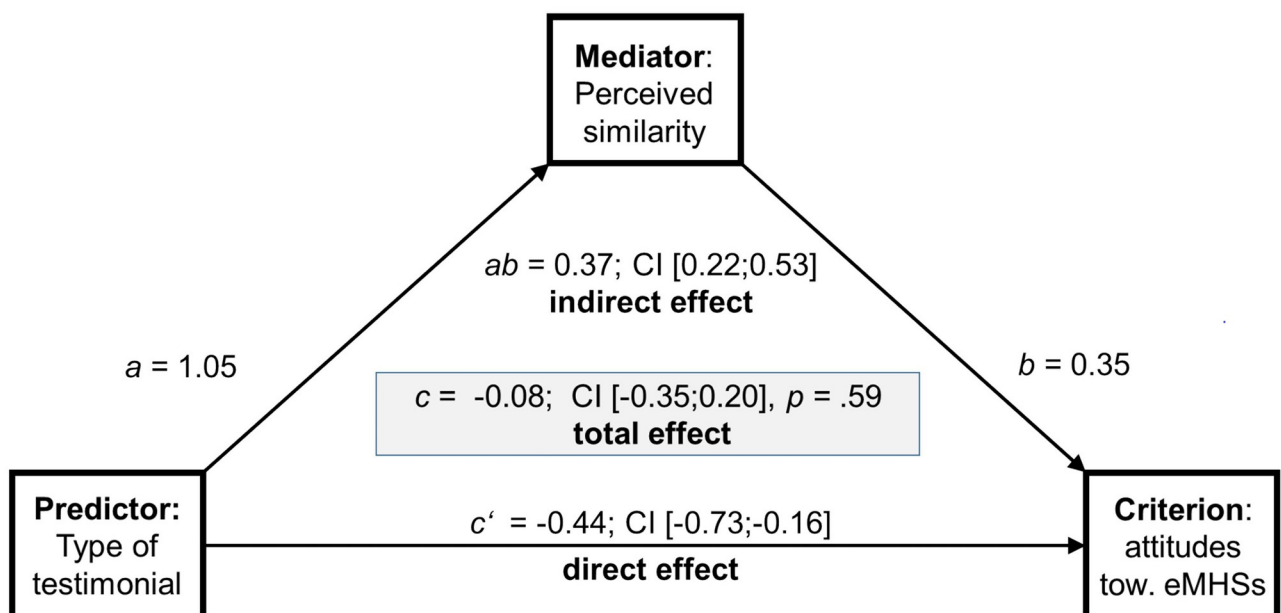 Mediator:
Perceived
similarity
ab = 0.37; CI [0.22;0.53]
indirect effect
a = 1.05
b = 0.35
c = -0.08; CI [-0.35;0.20], p = .59
total effect
Predictor:
Type of
testimonial
c‘ = -0.44; CI [-0.73;-0.16]
direct effect
Criterion:
attitudes
tow. eMHSs